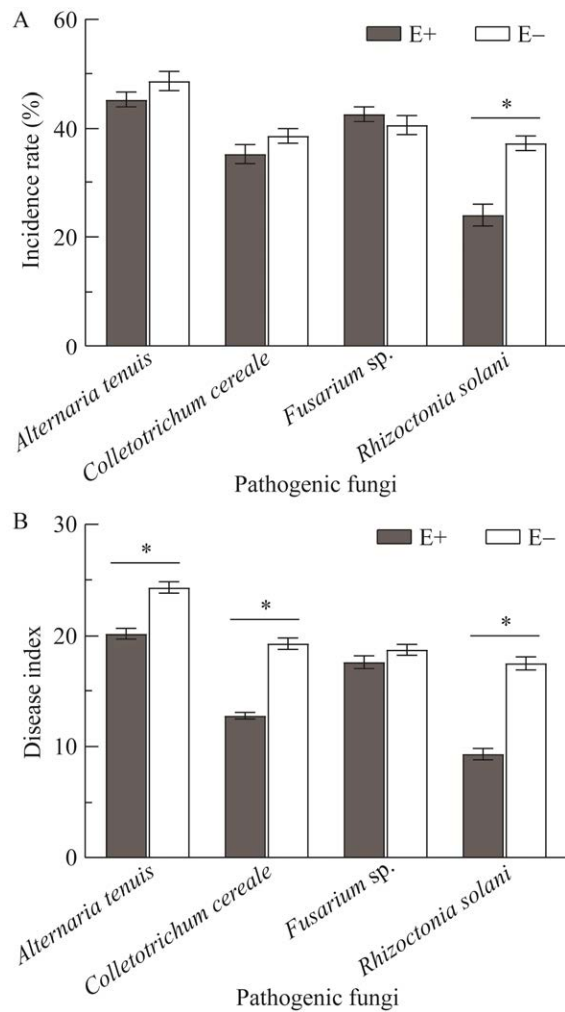 A
60
40
20
0
Incidence rate (%)
E+
E−
*
Alternaria tenuis
Colletotrichum cereale
Fusarium sp.
Rhizoctonia solani
Pathogenic fungi
B
30
20
10
0
Disease index
E+
E−
*
*
*
Alternaria tenuis
Colletotrichum cereale
Fusarium sp.
Rhizoctonia solani
Pathogenic fungi